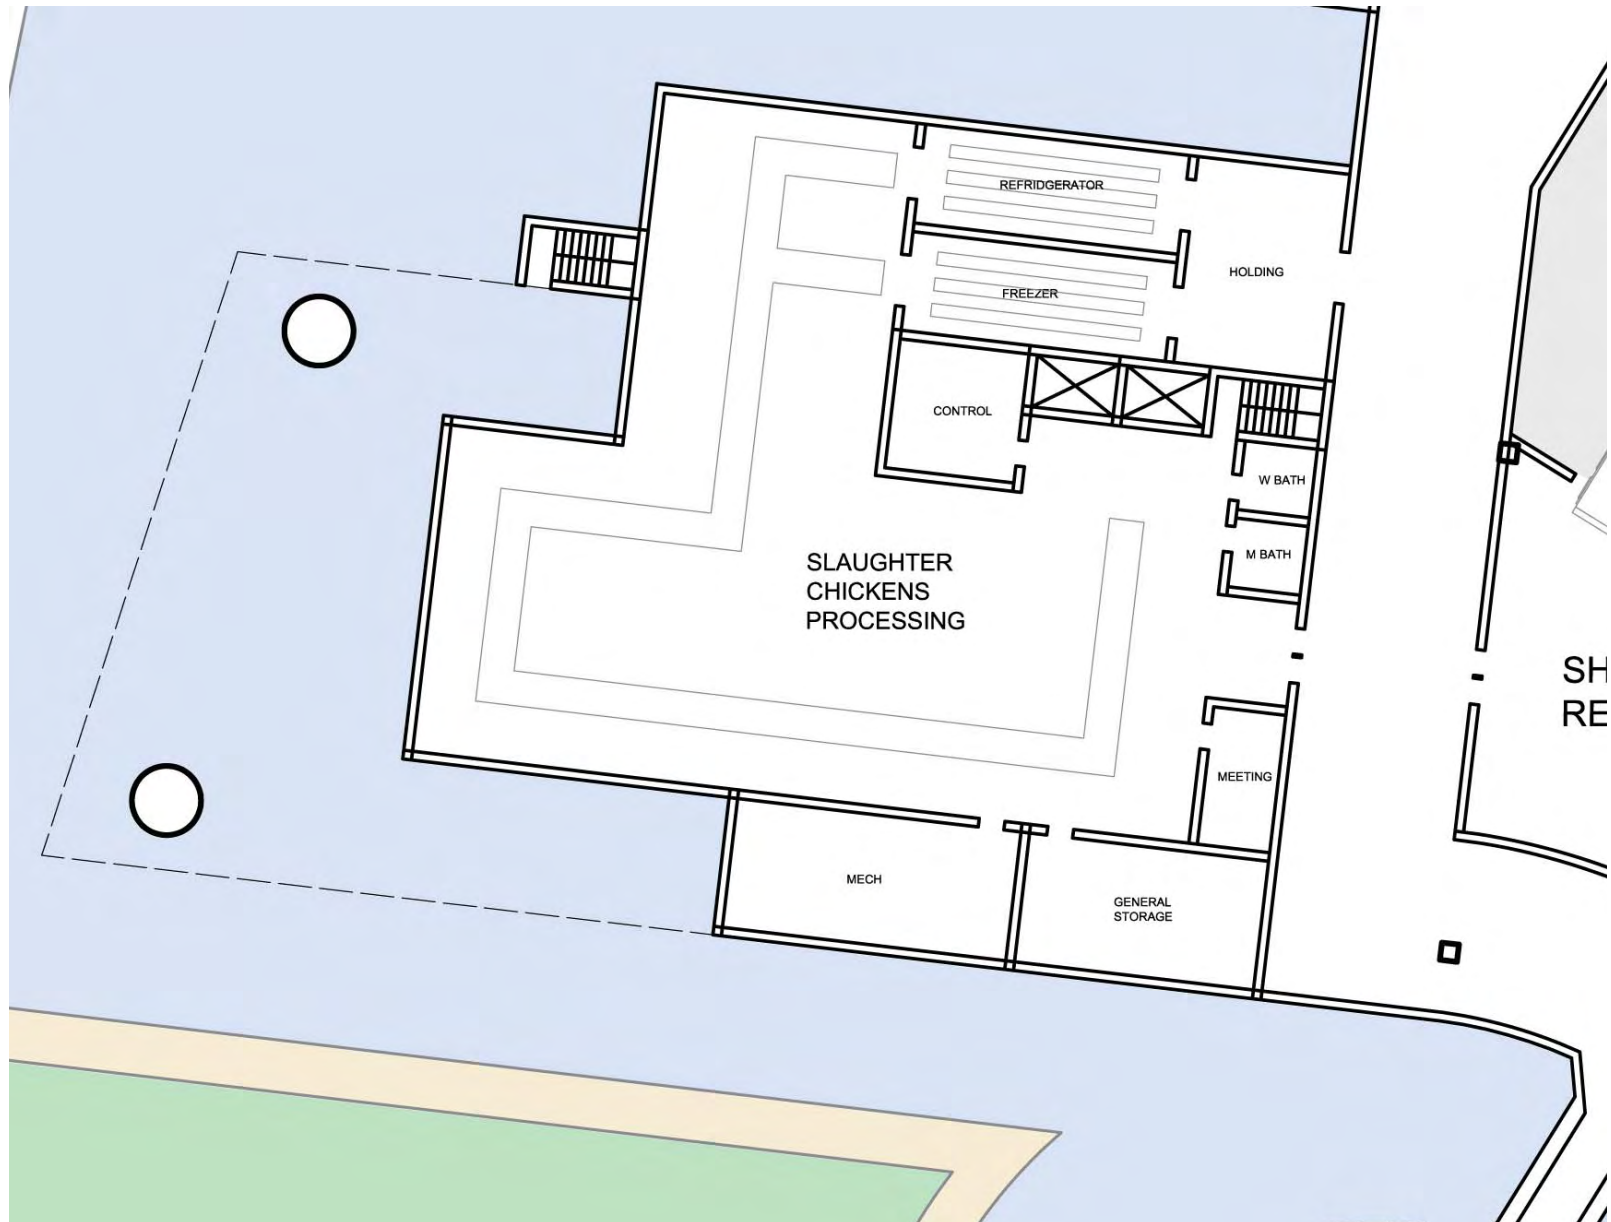 REFRIDGERATOR
HOLDING
FREEZER
CONTROL
W BATH
M BATH
SLAUGHTER
CHICKENS
PROCESSING
SH
RE
MEETING
MECH
GENERAL
STORAGE